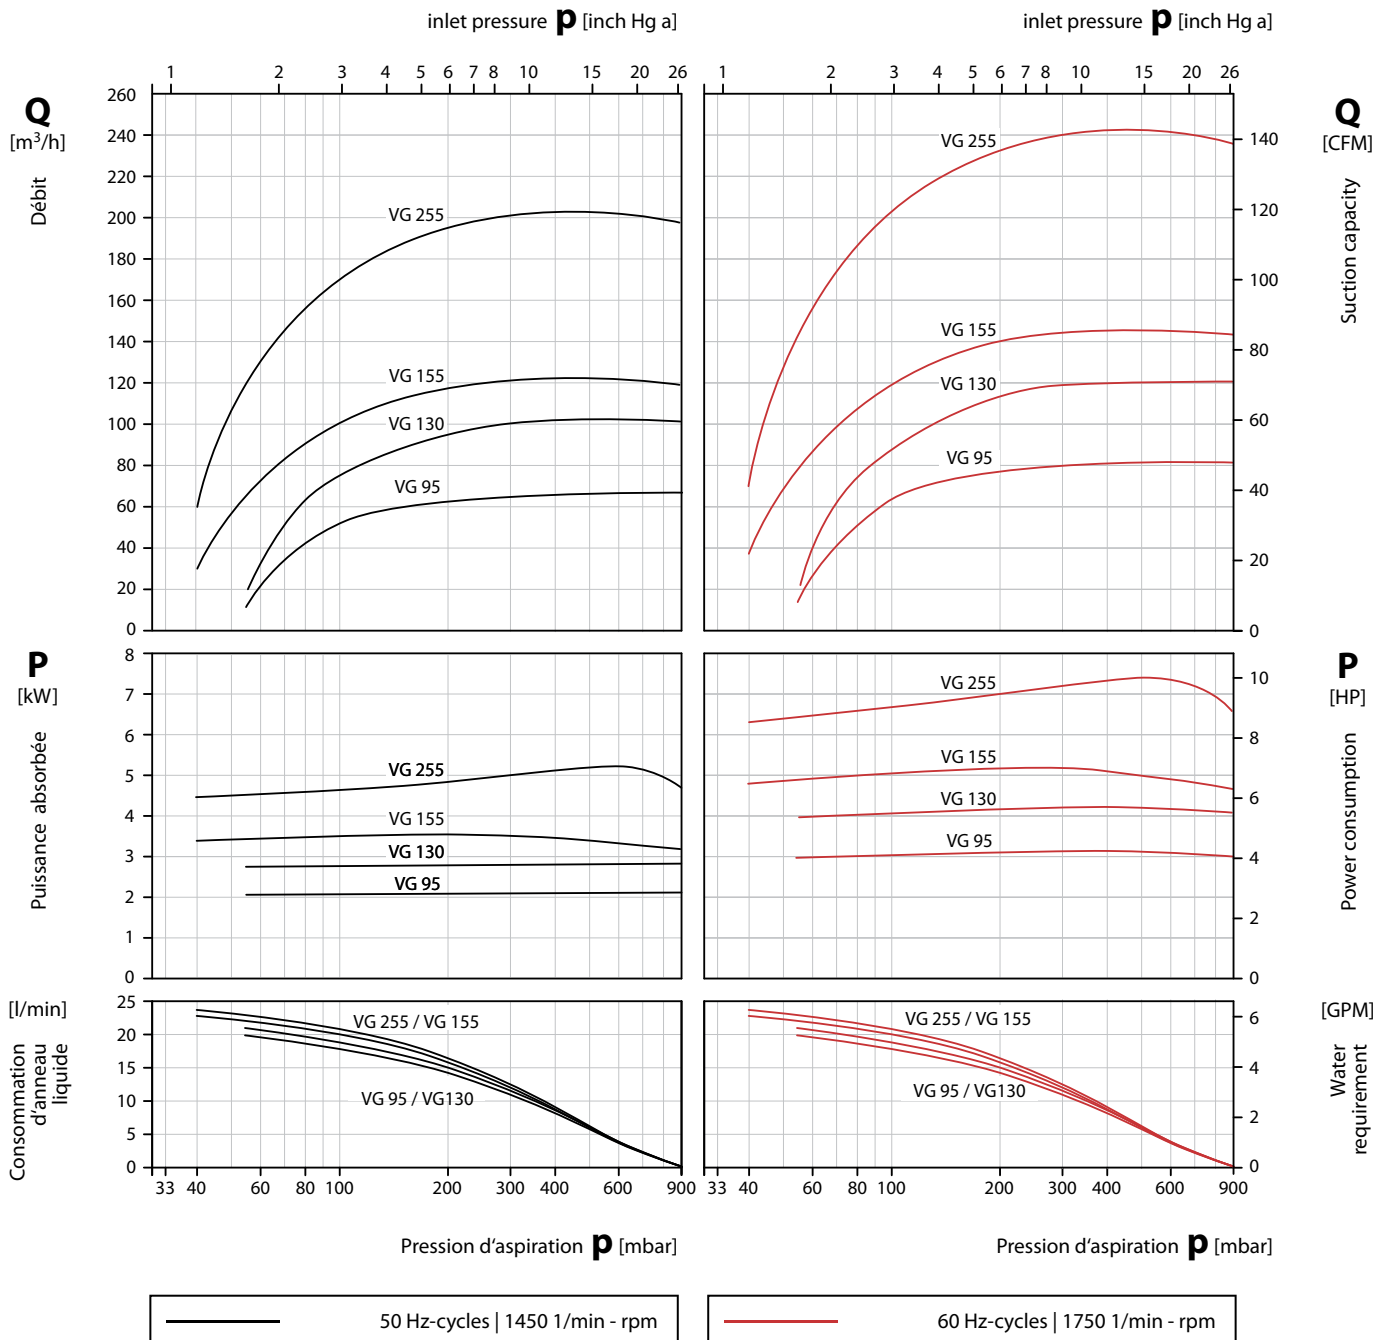 inlet pressure p [inch Hg a]
inlet pressure p [inch Hg a]
1 2 3 4 5 6 7 8 10 15 20 26
1 2 3 4 5 6 7 8 10 15 20 26
Q
[m³/h]
Débit
260
240
220
200
180
160
140
120
100
80
60
40
20
0
VG 255
VG 155
VG 130
VG 95
VG 255
VG 155
VG 130
VG 95
Q
[CFM]
Suction capacity
140
120
100
80
60
40
20
0
P
[kW]
Puissance absorbée
8
7
6
5
4
3
2
1
0
VG 255
VG 155
VG 130
VG 95
VG 255
VG 155
VG 130
VG 95
P
[HP]
Power consumption
10
8
6
4
2
0
[l/min]
Consommation
d'anneau
liquide
25
20
15
10
5
0
VG 255 / VG 155
VG 95 / VG130
VG 255 / VG 155
VG 95 / VG130
[GPM]
Water
requirement
6
4
2
0
33 40 60 80 100 200 300 400 600 900
33 40 60 80 100 200 300 400 600 900
Pression d‘aspiration p [mbar]
Pression d‘aspiration p [mbar]
50 Hz-cycles | 1450 1/min - rpm
60 Hz-cycles | 1750 1/min - rpm